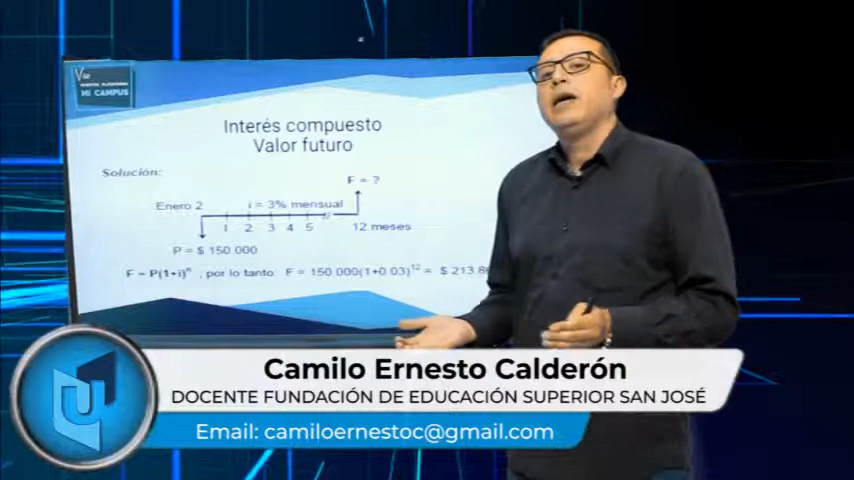 MI CAMPUS
Interés compuesto
Valor futuro
Solución:
F = ?
Enero 2
i = 3% mensual
1 2 3 4 5
12 meses
P = $ 150.000
F = P(1+i)ⁿ ; por lo tanto: F = 150.000(1+0.03)¹² = $ 213.8
Camilo Ernesto Calderón
DOCENTE FUNDACIÓN DE EDUCACIÓN SUPERIOR SAN JOSÉ
Email: camiloernestoc@gmail.com